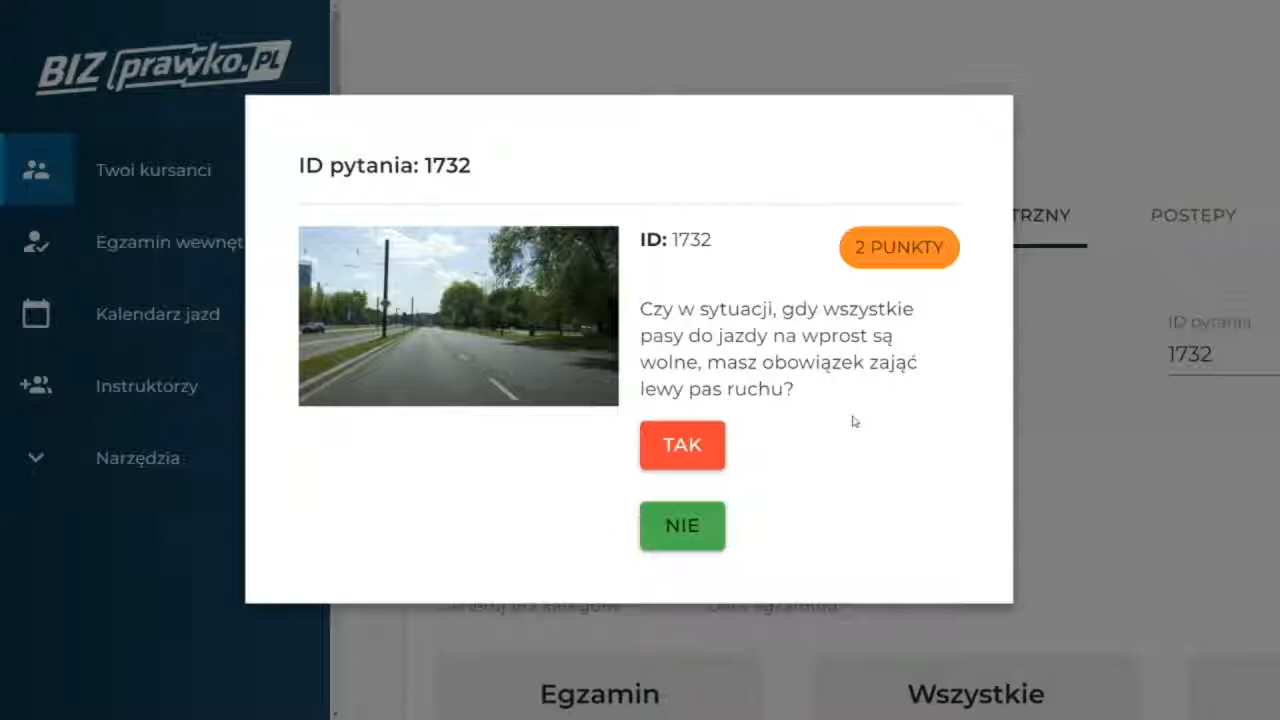 BIZ prawko.PL
Twoi kursanci
Egzamin wewnęt
Kalendarz jazd
Instruktorzy
Narzędzia
ID pytania: 1732
ID: 1732
2 PUNKTY
Czy w sytuacji, gdy wszystkie
pasy do jazdy na wprost są
wolne, masz obowiązek zająć
lewy pas ruchu?
TAK
NIE
TRZNY
POSTĘPY
ID pytania
1732
Egzamin
Wszystkie